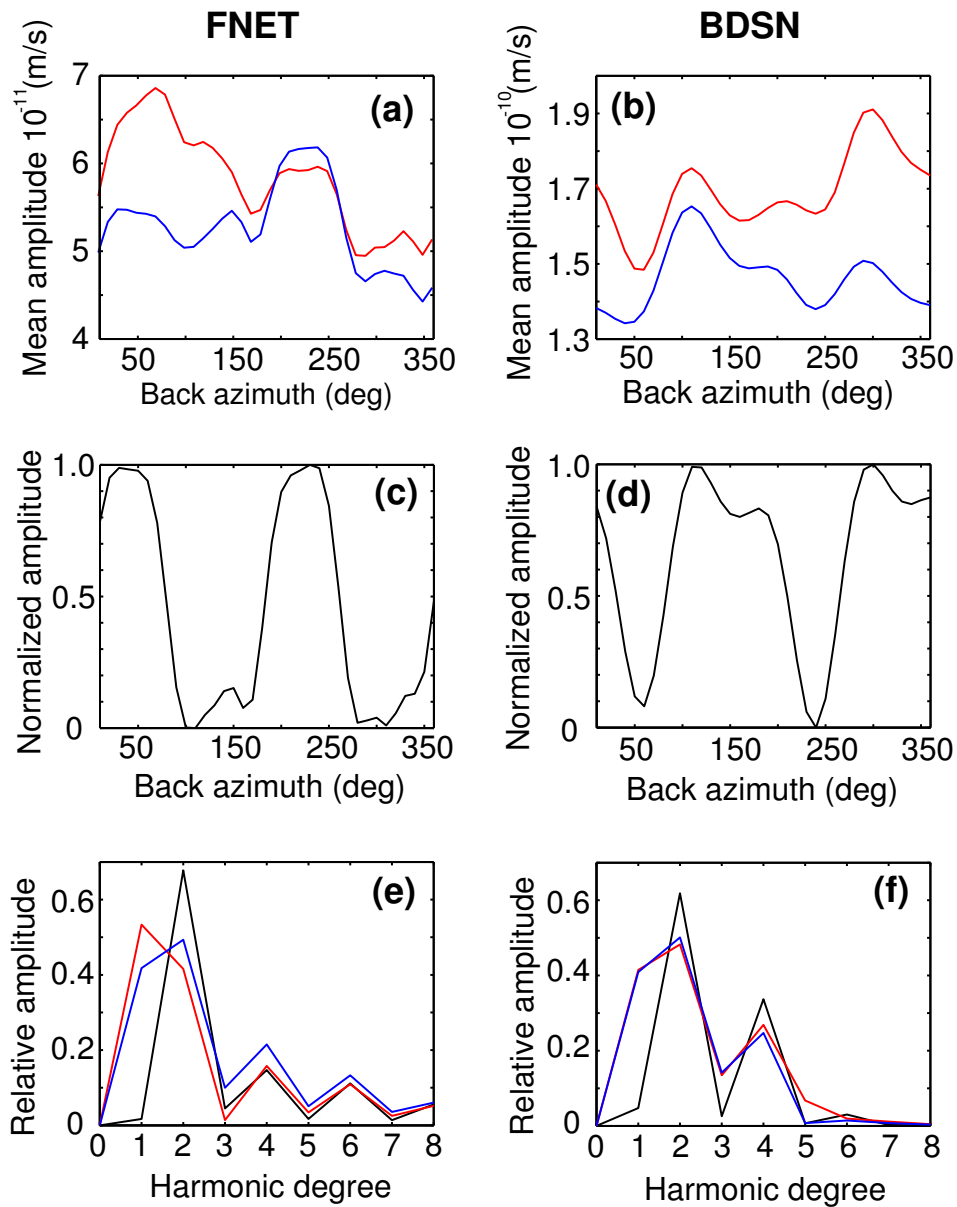 FNET
BDSN
Mean amplitude 10⁻¹¹(m/s)
7
6
5
4
(a)
50 150 250 350
Back azimuth (deg)
Mean amplitude 10⁻¹⁰(m/s)
1.9
1.7
1.5
1.3
(b)
50 150 250 350
Back azimuth (deg)
Normalized amplitude
1.0
0.5
0
(c)
50 150 250 350
Back azimuth (deg)
Normalized amplitude
1.0
0.5
0
(d)
50 150 250 350
Back azimuth (deg)
Relative amplitude
0.6
0.4
0.2
0
(e)
0 1 2 3 4 5 6 7 8
Harmonic degree
Relative amplitude
0.6
0.4
0.2
0
(f)
0 1 2 3 4 5 6 7 8
Harmonic degree